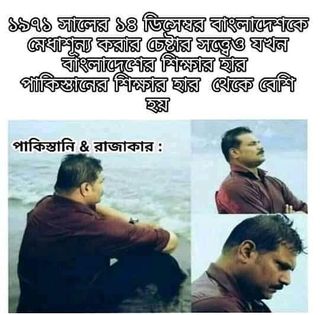 ১৯৭১ সালের ১৪ ডিসেম্বর বাংলাদেশকে
মেধাশূন্য করার চেষ্টার সত্ত্বেও যখন
বাংলাদেশের শিক্ষার হার
পাকিস্তানের শিক্ষার হার থেকে বেশি
হয়
পাকিস্তানি & রাজাকার :